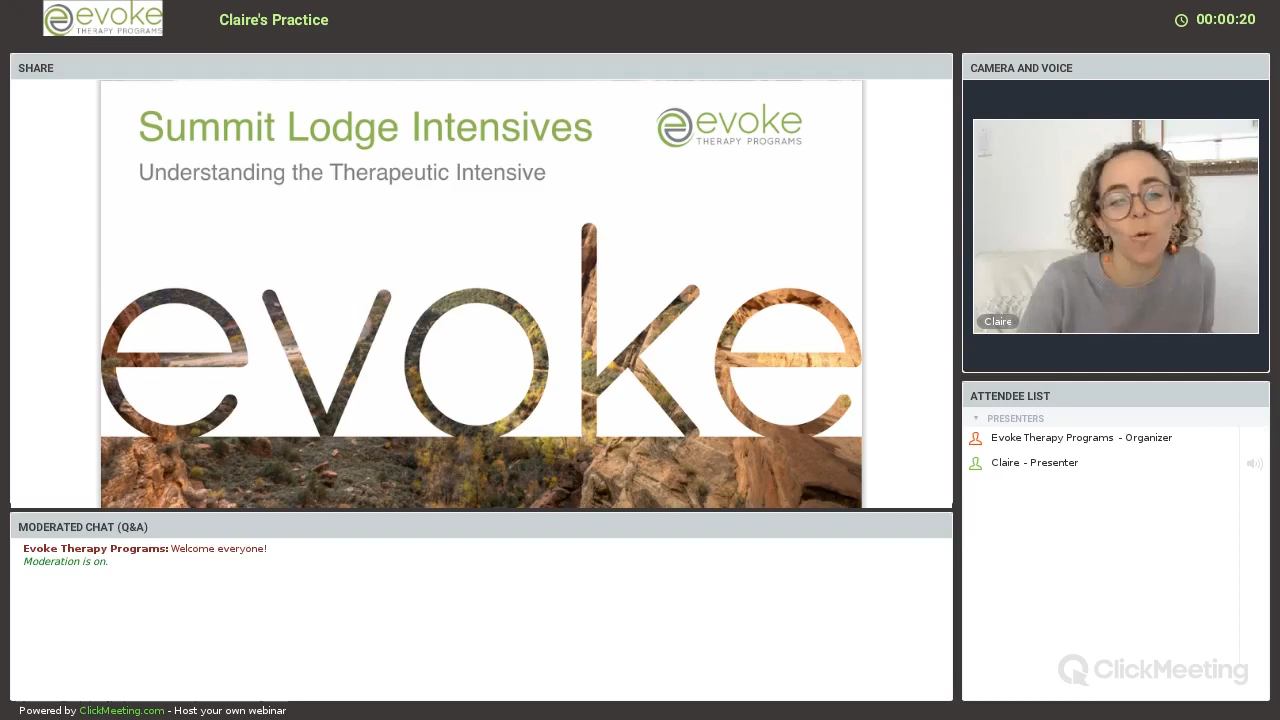 evoke
THERAPY PROGRAMS
Claire's Practice
00:00:20
SHARE
Summit Lodge Intensives
evoke
THERAPY PROGRAMS
Understanding the Therapeutic Intensive
evoke
CAMERA AND VOICE
Claire
ATTENDEE LIST
PRESENTERS
Evoke Therapy Programs - Organizer
Claire - Presenter
MODERATED CHAT (Q&A)
Evoke Therapy Programs: Welcome everyone!
Moderation is on.
ClickMeeting
Powered by ClickMeeting.com - Host your own webinar